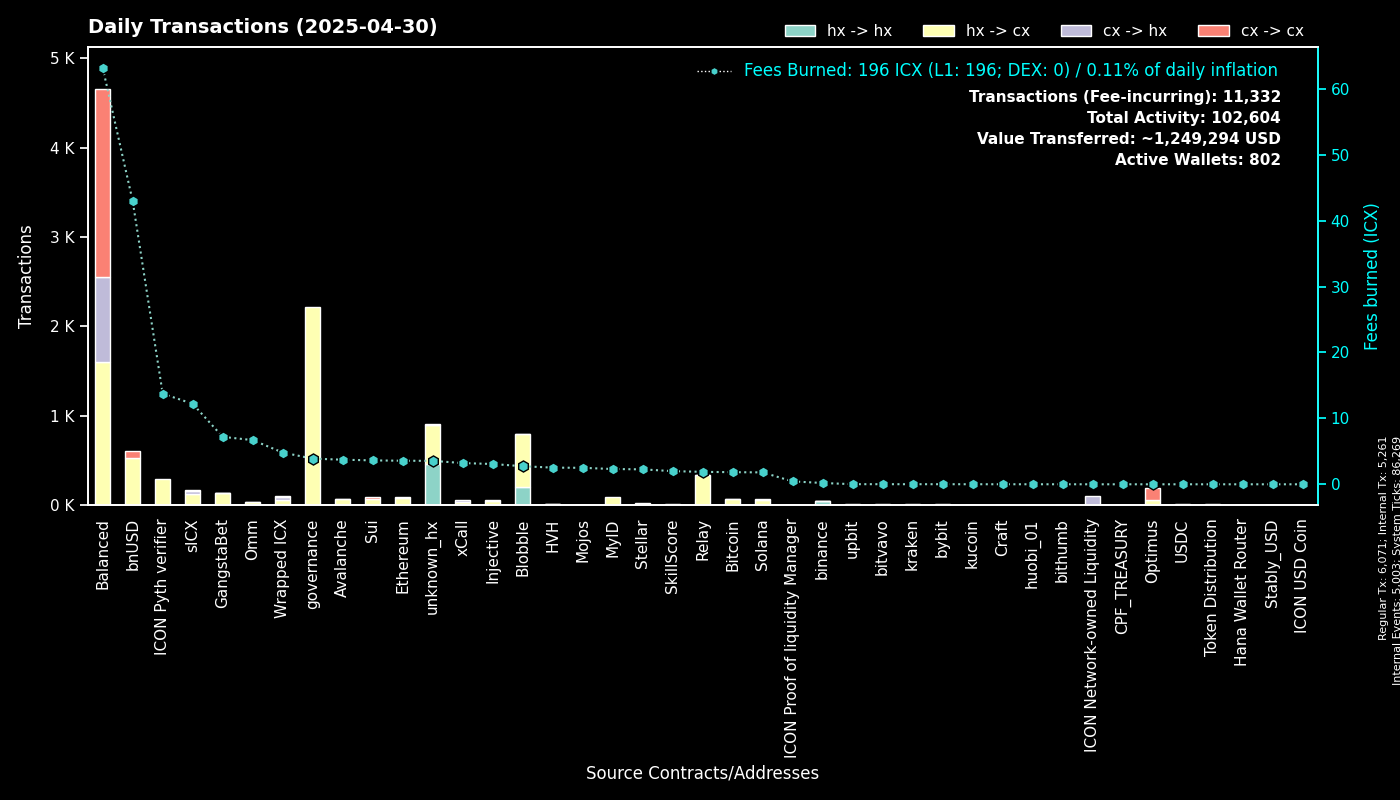 Daily Transactions (2025-04-30)
hx -> hx
hx -> cx
cx -> hx
cx -> cx
Fees Burned: 196 ICX (L1: 196; DEX: 0) / 0.11% of daily inflation
Transactions (Fee-incurring): 11,332
Total Activity: 102,604
Value Transferred: ~1,249,294 USD
Active Wallets: 802
Transactions
5 K
4 K
3 K
2 K
1 K
0 K
60
50
40
30
20
10
0
Fees burned (ICX)
Balanced
bnUSD
ICON Pyth verifier
sICX
GangstaBet
Omm
Wrapped ICX
governance
Avalanche
Sui
Ethereum
unknown_hx
xCall
Injective
Blobble
HVH
Mojos
MyID
Stellar
SkillScore
Relay
Bitcoin
Solana
ICON Proof of liquidity Manager
binance
upbit
bitvavo
kraken
bybit
kucoin
Craft
huobi_01
bithumb
ICON Network-owned Liquidity
CPF_TREASURY
Optimus
USDC
Token Distribution
Hana Wallet Router
Stably_USD
ICON USD Coin
Source Contracts/Addresses
Regular Tx: 6,071; Internal Tx: 5,261
Internal Events: 5,003; System Ticks: 86,269